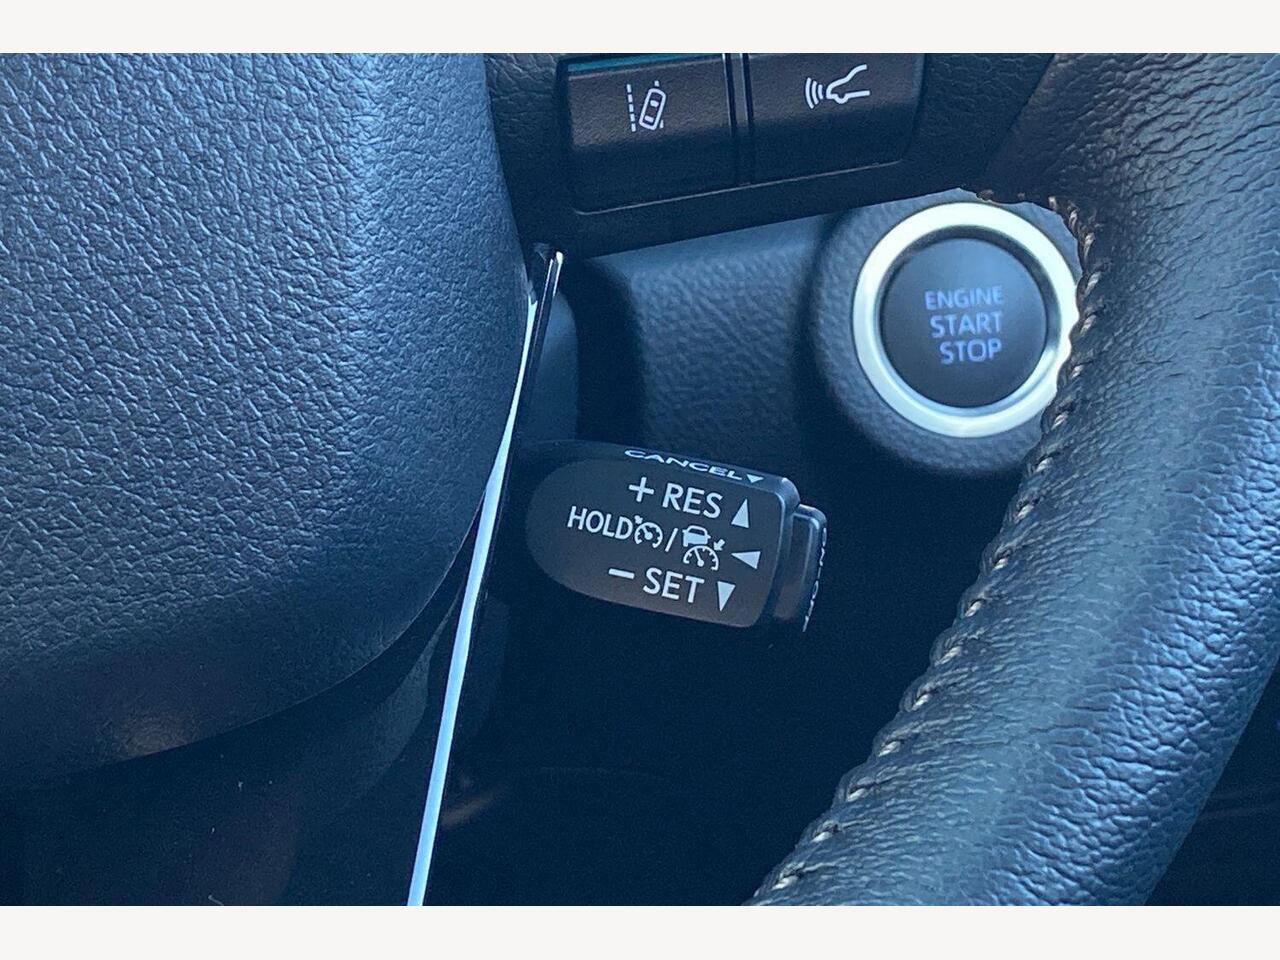 ENGINE
START
STOP
CANCEL
+ RES
HOLD /
− SET